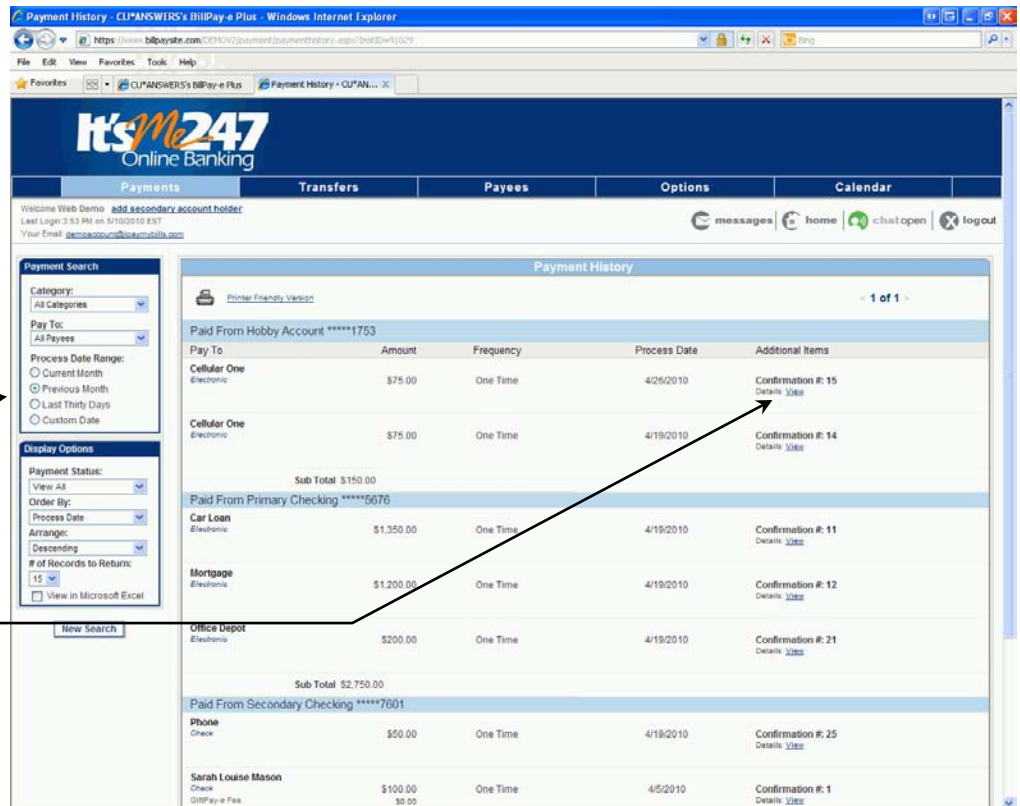 Payment History - CU*ANSWERS's BillPay-e Plus - Windows Internet Explorer
https://www.billpaysite.com/DEMOV2/payment/paymenthistory.aspx?InstID=91029
Bing
File Edit View Favorites Tools Help
Favorites CU*ANSWERS's BillPay-e Plus Payment History - CU*AN...
It's Me 247
Online Banking
Payments Transfers Payees Options Calendar
Welcome Web Demo add secondary account holder
Last Login 3:53 PM on 5/10/2010 EST
Your Email: demoaccount@ipaymybills.com
messages home chat open logout
Payment Search
Category:
All Categories
Pay To:
All Payees
Process Date Range:
Current Month
Previous Month
Last Thirty Days
Custom Date
Display Options
Payment Status:
View All
Order By:
Process Date
Arrange:
Descending
# of Records to Return:
15
View in Microsoft Excel
New Search
Payment History
Printer Friendly Version < 1 of 1 >
Paid From Hobby Account *****1753
Pay To Amount Frequency Process Date Additional Items
Cellular One
Electronic $75.00 One Time 4/26/2010 Confirmation #: 15
Details: View
Cellular One
Electronic $75.00 One Time 4/19/2010 Confirmation #: 14
Details: View
Sub Total $150.00
Paid From Primary Checking *****5676
Car Loan
Electronic $1,350.00 One Time 4/19/2010 Confirmation #: 11
Details: View
Mortgage
Electronic $1,200.00 One Time 4/19/2010 Confirmation #: 12
Details: View
Office Depot
Electronic $200.00 One Time 4/19/2010 Confirmation #: 21
Details: View
Sub Total $2,750.00
Paid From Secondary Checking *****7601
Phone
Check $50.00 One Time 4/19/2010 Confirmation #: 25
Details: View
Sarah Louise Mason
Check $100.00 One Time 4/5/2010 Confirmation #: 1
GiftPay-e Fee $0.00 Details: View